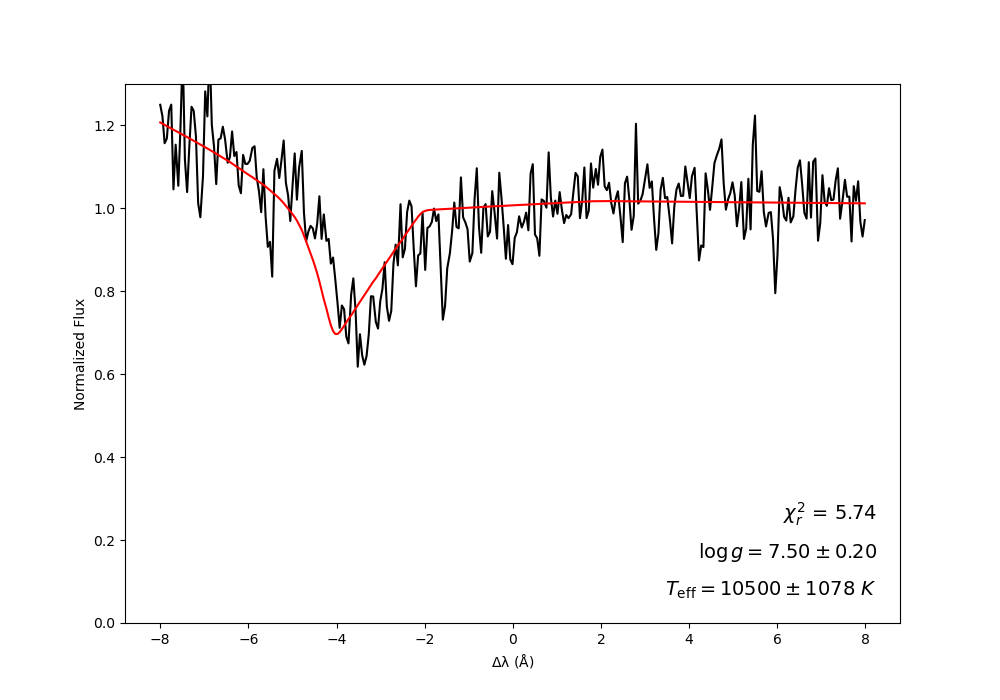 1.2
1.0
0.8
0.6
0.4
0.2
0.0
Normalized Flux
χ²ᵣ = 5.74
log g = 7.50 ± 0.20
T_eff = 10500 ± 1078 K
−8 −6 −4 −2 0 2 4 6 8
Δλ (Å)